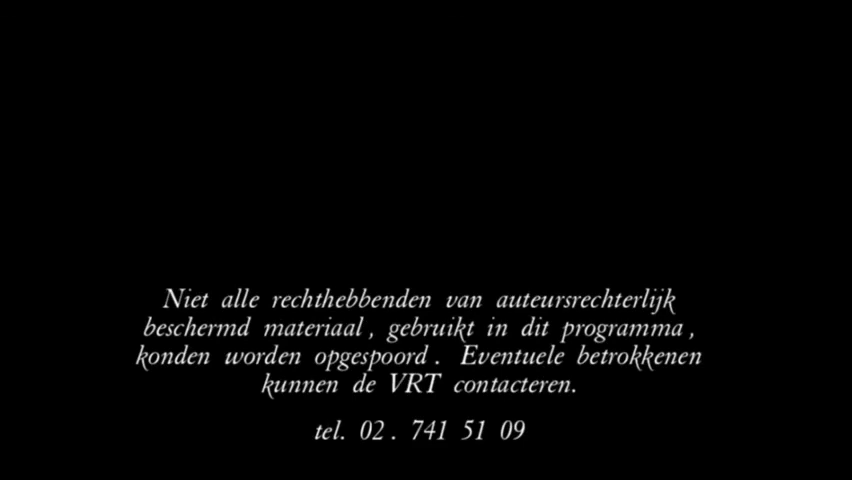 Niet alle rechthebbenden van auteursrechterlijk
beschermd materiaal, gebruikt in dit programma,
konden worden opgespoord. Eventuele betrokkenen
kunnen de VRT contacteren.
tel. 02. 741 51 09